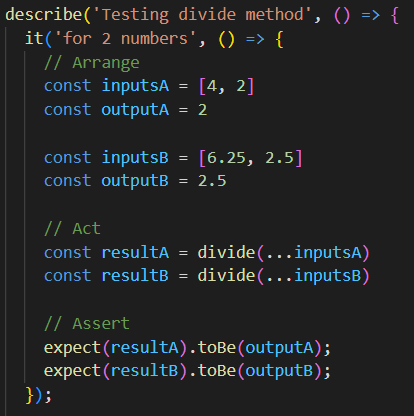 describe('Testing divide method', () => {
  it('for 2 numbers', () => {
    // Arrange
    const inputsA = [4, 2]
    const outputA = 2

    const inputsB = [6.25, 2.5]
    const outputB = 2.5

    // Act
    const resultA = divide(...inputsA)
    const resultB = divide(...inputsB)

    // Assert
    expect(resultA).toBe(outputA);
    expect(resultB).toBe(outputB);
  });